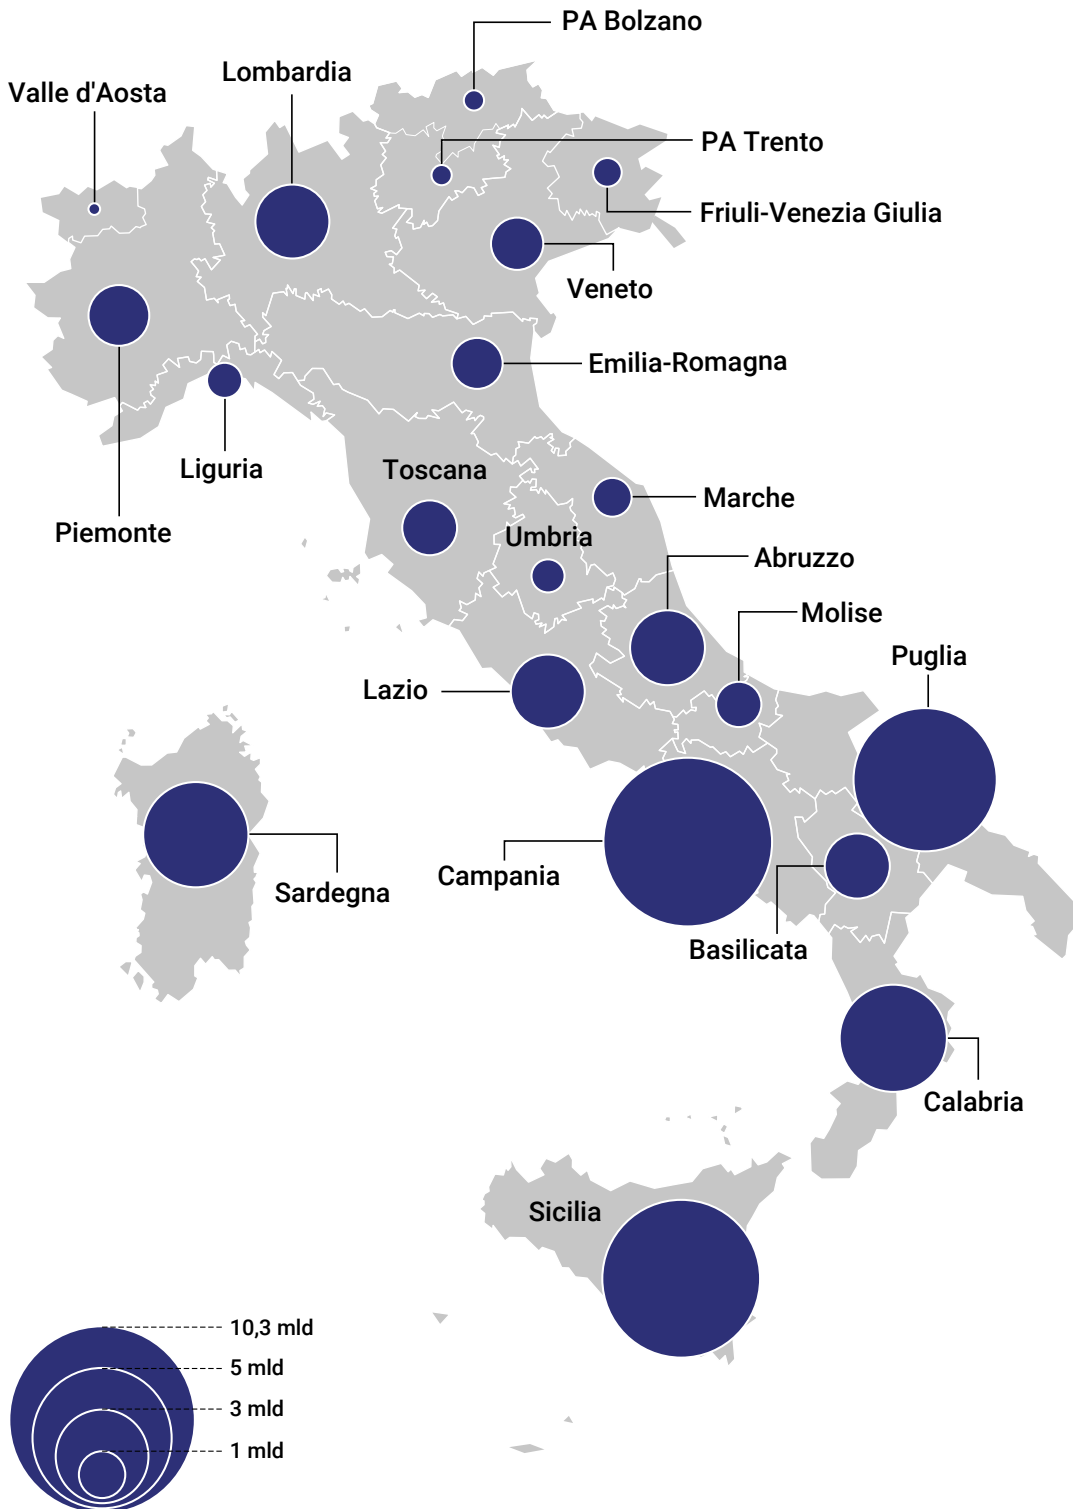 PA Bolzano
Lombardia
Valle d'Aosta
PA Trento
Friuli-Venezia Giulia
Veneto
Emilia-Romagna
Liguria
Toscana
Marche
Piemonte
Umbria
Abruzzo
Molise
Puglia
Lazio
Campania
Sardegna
Basilicata
Calabria
Sicilia
10,3 mld
5 mld
3 mld
1 mld